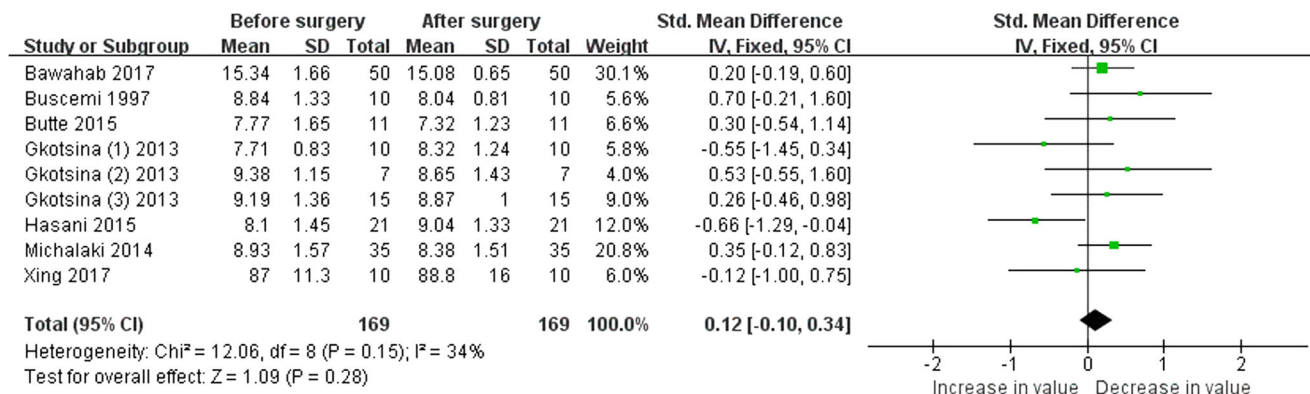 Before surgery After surgery Std. Mean Difference Std. Mean Difference
Study or Subgroup Mean SD Total Mean SD Total Weight IV, Fixed, 95% CI IV, Fixed, 95% CI
Bawahab 2017 15.34 1.66 50 15.08 0.65 50 30.1% 0.20 [-0.19, 0.60]
Buscemi 1997 8.84 1.33 10 8.04 0.81 10 5.6% 0.70 [-0.21, 1.60]
Butte 2015 7.77 1.65 11 7.32 1.23 11 6.6% 0.30 [-0.54, 1.14]
Gkotsina (1) 2013 7.71 0.83 10 8.32 1.24 10 5.8% -0.55 [-1.45, 0.34]
Gkotsina (2) 2013 9.38 1.15 7 8.65 1.43 7 4.0% 0.53 [-0.55, 1.60]
Gkotsina (3) 2013 9.19 1.36 15 8.87 1 15 9.0% 0.26 [-0.46, 0.98]
Hasani 2015 8.1 1.45 21 9.04 1.33 21 12.0% -0.66 [-1.29, -0.04]
Michalaki 2014 8.93 1.57 35 8.38 1.51 35 20.8% 0.35 [-0.12, 0.83]
Xing 2017 87 11.3 10 88.8 16 10 6.0% -0.12 [-1.00, 0.75]
Total (95% CI) 169 169 100.0% 0.12 [-0.10, 0.34]
Heterogeneity: Chi² = 12.06, df = 8 (P = 0.15); I² = 34%
Test for overall effect: Z = 1.09 (P = 0.28)
-2 -1 0 1 2
Increase in value Decrease in value